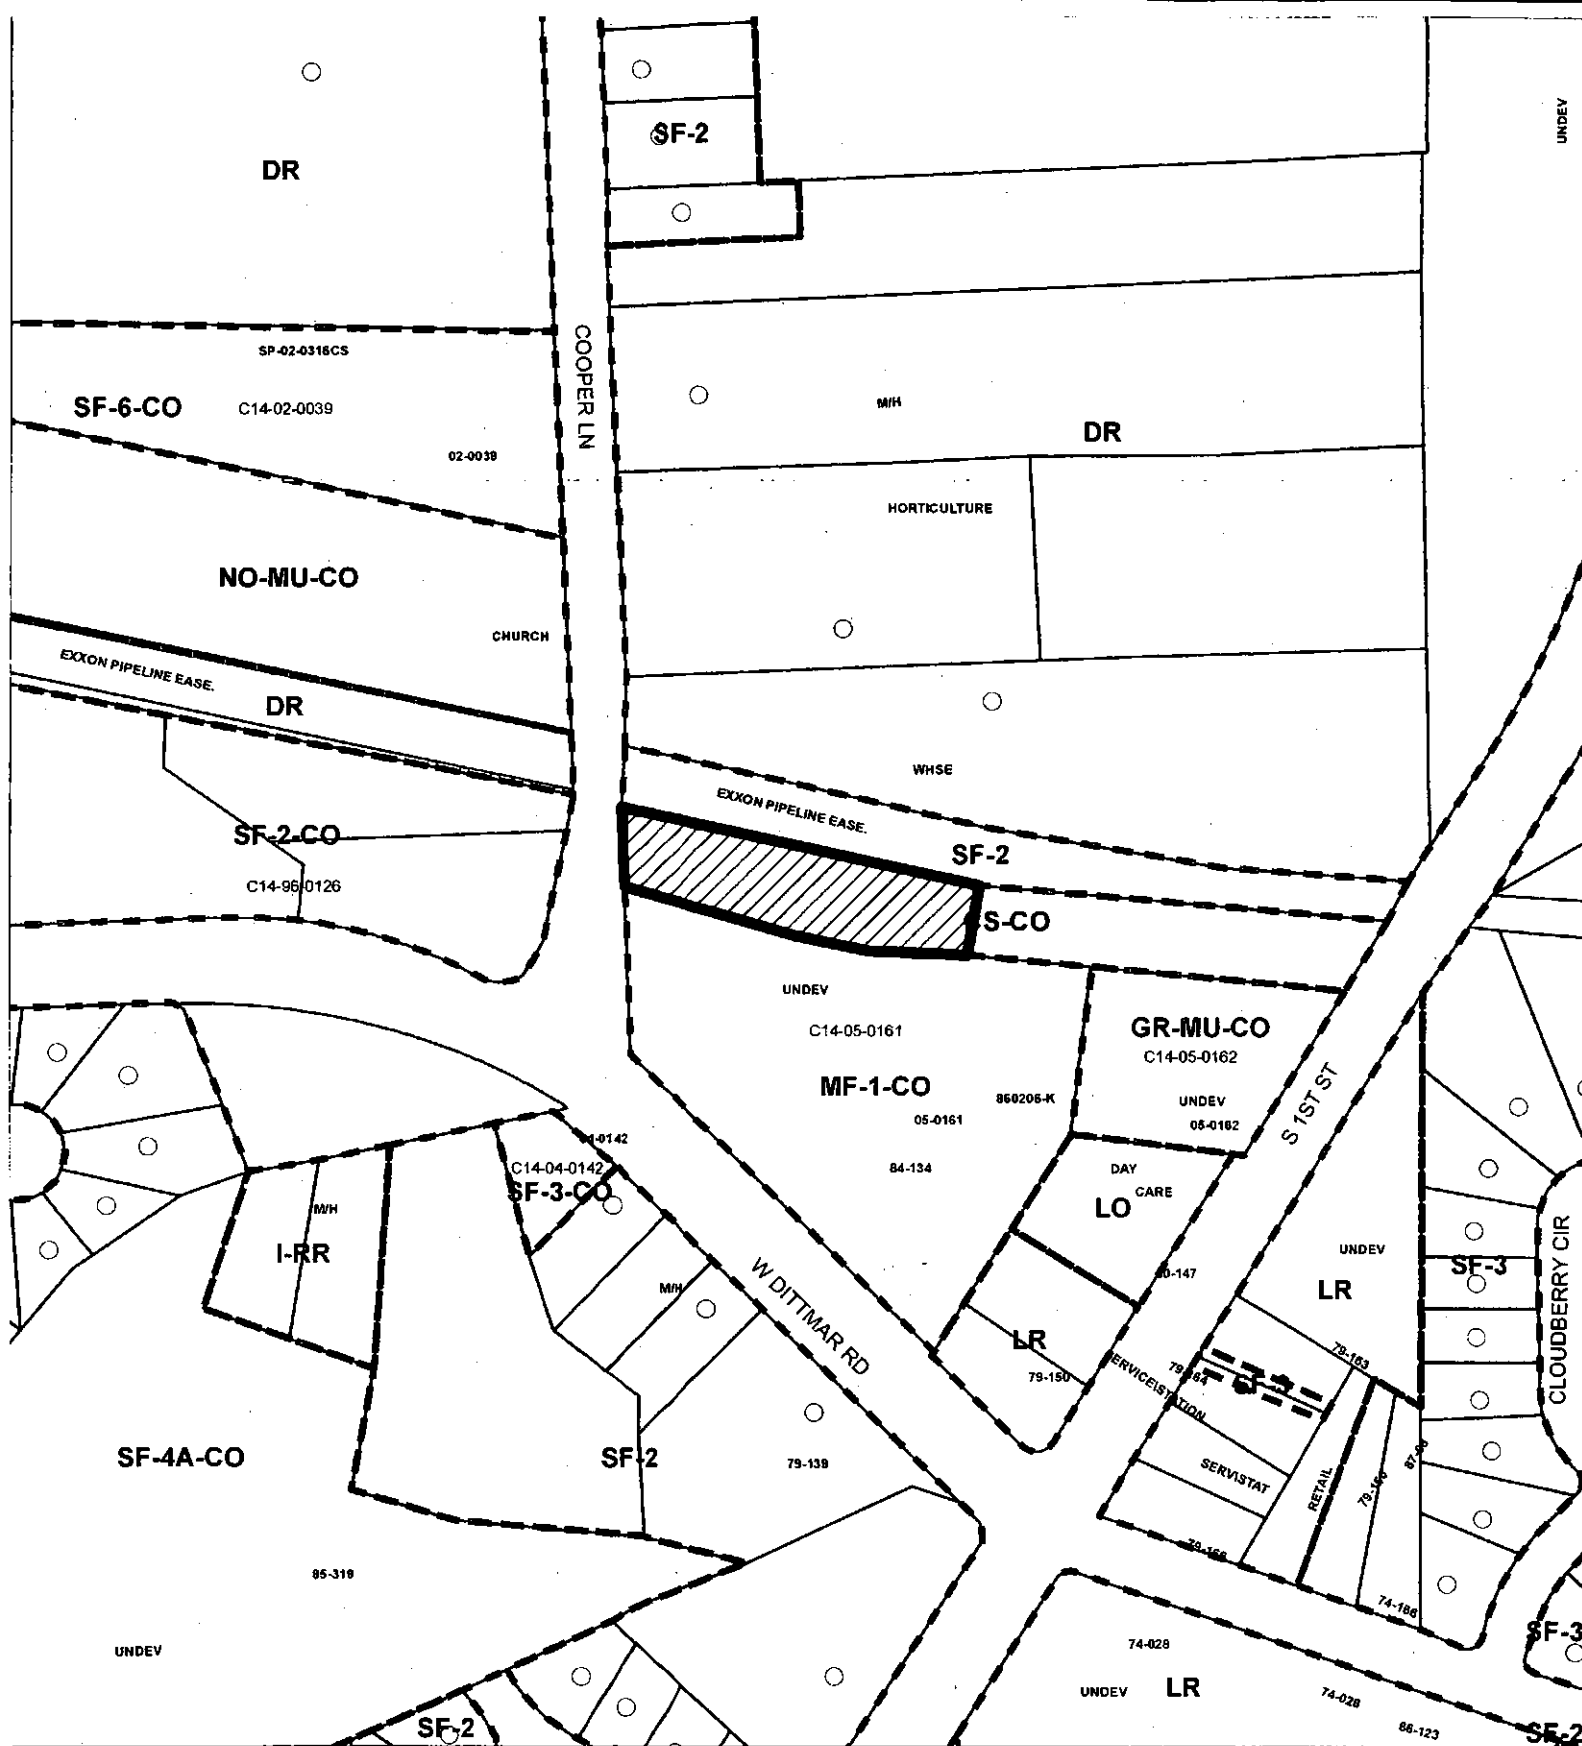 UNDEV
SF-2
DR
COOPER LN
SP-02-0316CS
SF-6-CO
C14-02-0039
02-0039
M/H
DR
HORTICULTURE
NO-MU-CO
CHURCH
EXXON PIPELINE EASE.
DR
WHSE
EXXON PIPELINE EASE.
SF-2
SF-2-CO
C14-96-0126
S-CO
UNDEV
C14-05-0161
GR-MU-CO
C14-05-0162
MF-1-CO
860206-K
UNDEV
05-0161
05-0162
S 1ST ST
84-134
DAY
CARE
LO
C14-04-0142
SF-3-CO
M/H
I-RR
M/H
W DITTMAR RD
UNDEV
LR
SF-3
CLOUDBERRY CIR
LR
79-150
79-163
SERV\STAT
RETAIL
SF-4A-CO
SF-2
79-139
85-319
UNDEV
74-186
SF-3
74-028
UNDEV
LR
74-028
86-123
SF-2
SF-2